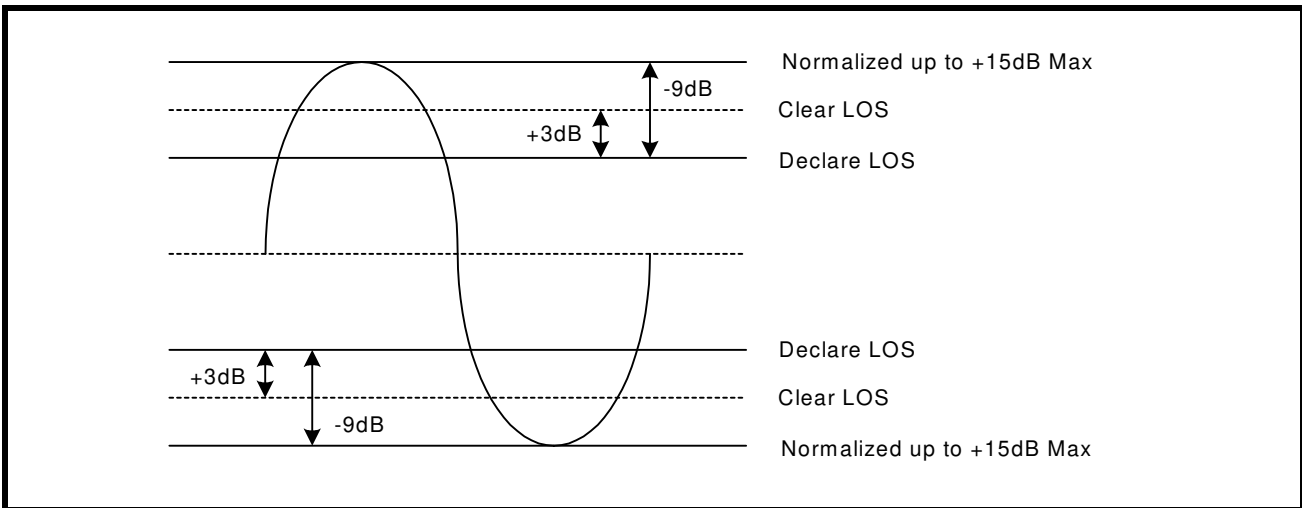 Normalized up to +15dB Max
-9dB
Clear LOS
+3dB
Declare LOS
Declare LOS
+3dB
Clear LOS
-9dB
Normalized up to +15dB Max